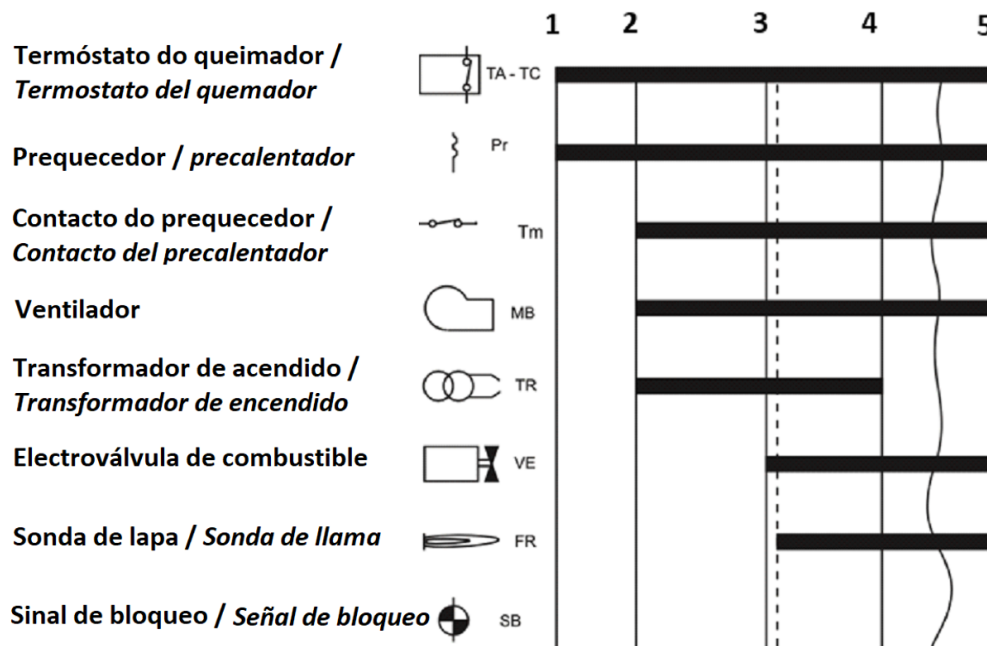 1 2 3 4 5
Termóstato do queimador /
Termostato del quemador
TA - TC
Prequecedor / precalentador
Pr
Contacto do prequecedor /
Contacto del precalentador
Tm
Ventilador
MB
Transformador de acendido /
Transformador de encendido
TR
Electroválvula de combustible
VE
Sonda de lapa / Sonda de llama
FR
Sinal de bloqueo / Señal de bloqueo
SB